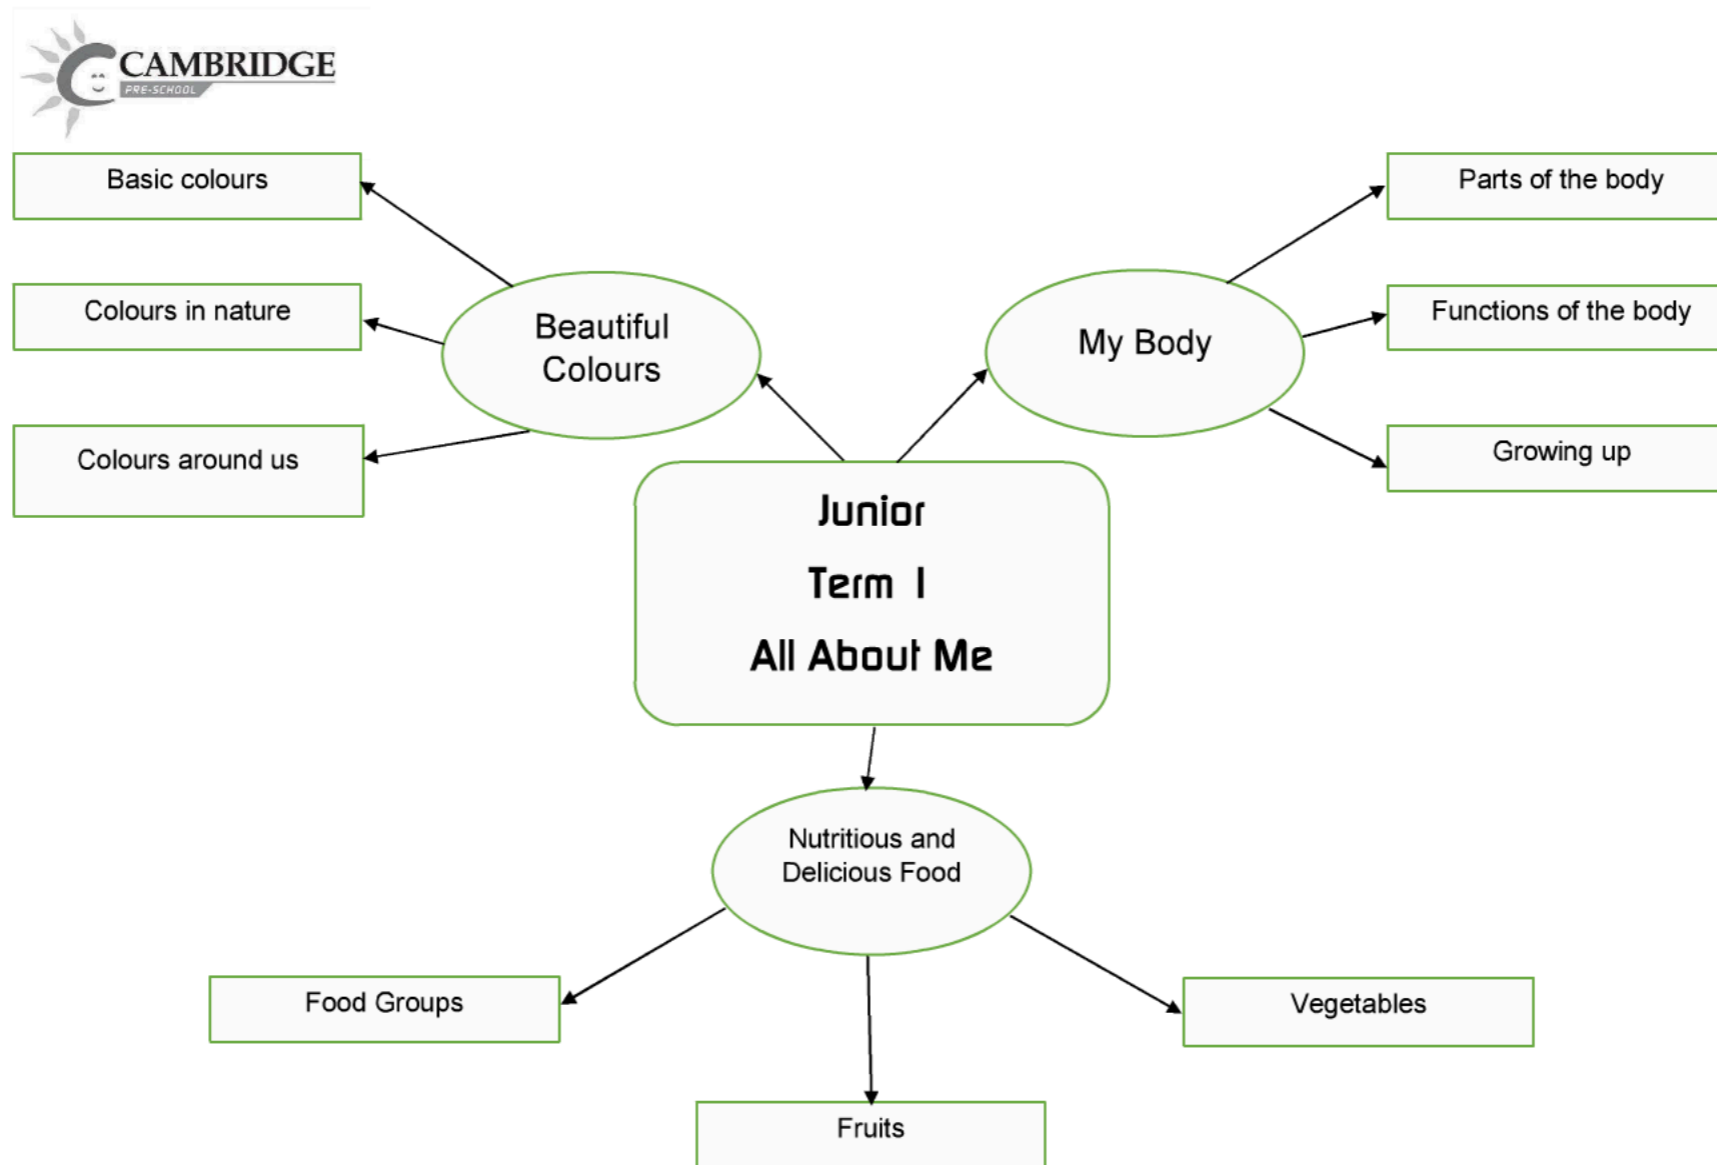 CAMBRIDGE
PRE-SCHOOL
Basic colours
Colours in nature
Colours around us
Beautiful
Colours
My Body
Parts of the body
Functions of the body
Growing up
Junior
Term 1
All About Me
Nutritious and
Delicious Food
Food Groups
Fruits
Vegetables